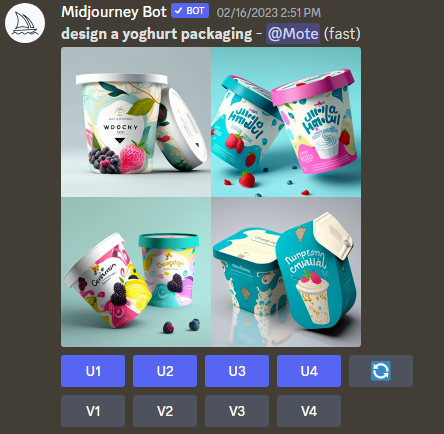 Midjourney Bot ✓ BOT 02/16/2023 2:51 PM
design a yoghurt packaging - @Mote (fast)
WDOCNY
U1 U2 U3 U4
V1 V2 V3 V4